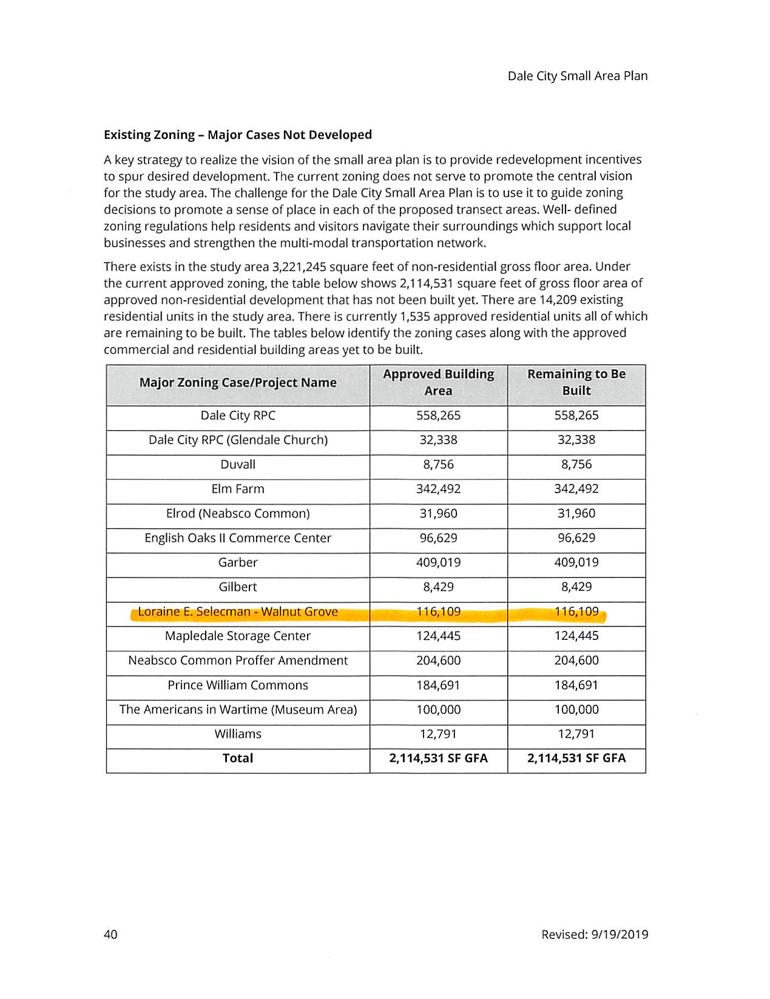 Dale City Small Area Plan
Existing Zoning – Major Cases Not Developed
A key strategy to realize the vision of the small area plan is to provide redevelopment incentives
to spur desired development. The current zoning does not serve to promote the central vision
for the study area. The challenge for the Dale City Small Area Plan is to use it to guide zoning
decisions to promote a sense of place in each of the proposed transect areas. Well- defined
zoning regulations help residents and visitors navigate their surroundings which support local
businesses and strengthen the multi-modal transportation network.
There exists in the study area 3,221,245 square feet of non-residential gross floor area. Under
the current approved zoning, the table below shows 2,114,531 square feet of gross floor area of
approved non-residential development that has not been built yet. There are 14,209 existing
residential units in the study area. There is currently 1,535 approved residential units all of which
are remaining to be built. The tables below identify the zoning cases along with the approved
commercial and residential building areas yet to be built.
Major Zoning Case/Project Name Approved Building Area Remaining to Be Built
Dale City RPC 558,265 558,265
Dale City RPC (Glendale Church) 32,338 32,338
Duvall 8,756 8,756
Elm Farm 342,492 342,492
Elrod (Neabsco Common) 31,960 31,960
English Oaks II Commerce Center 96,629 96,629
Garber 409,019 409,019
Gilbert 8,429 8,429
Loraine E. Selecman - Walnut Grove 116,109 116,109
Mapledale Storage Center 124,445 124,445
Neabsco Common Proffer Amendment 204,600 204,600
Prince William Commons 184,691 184,691
The Americans in Wartime (Museum Area) 100,000 100,000
Williams 12,791 12,791
Total 2,114,531 SF GFA 2,114,531 SF GFA
40 Revised: 9/19/2019